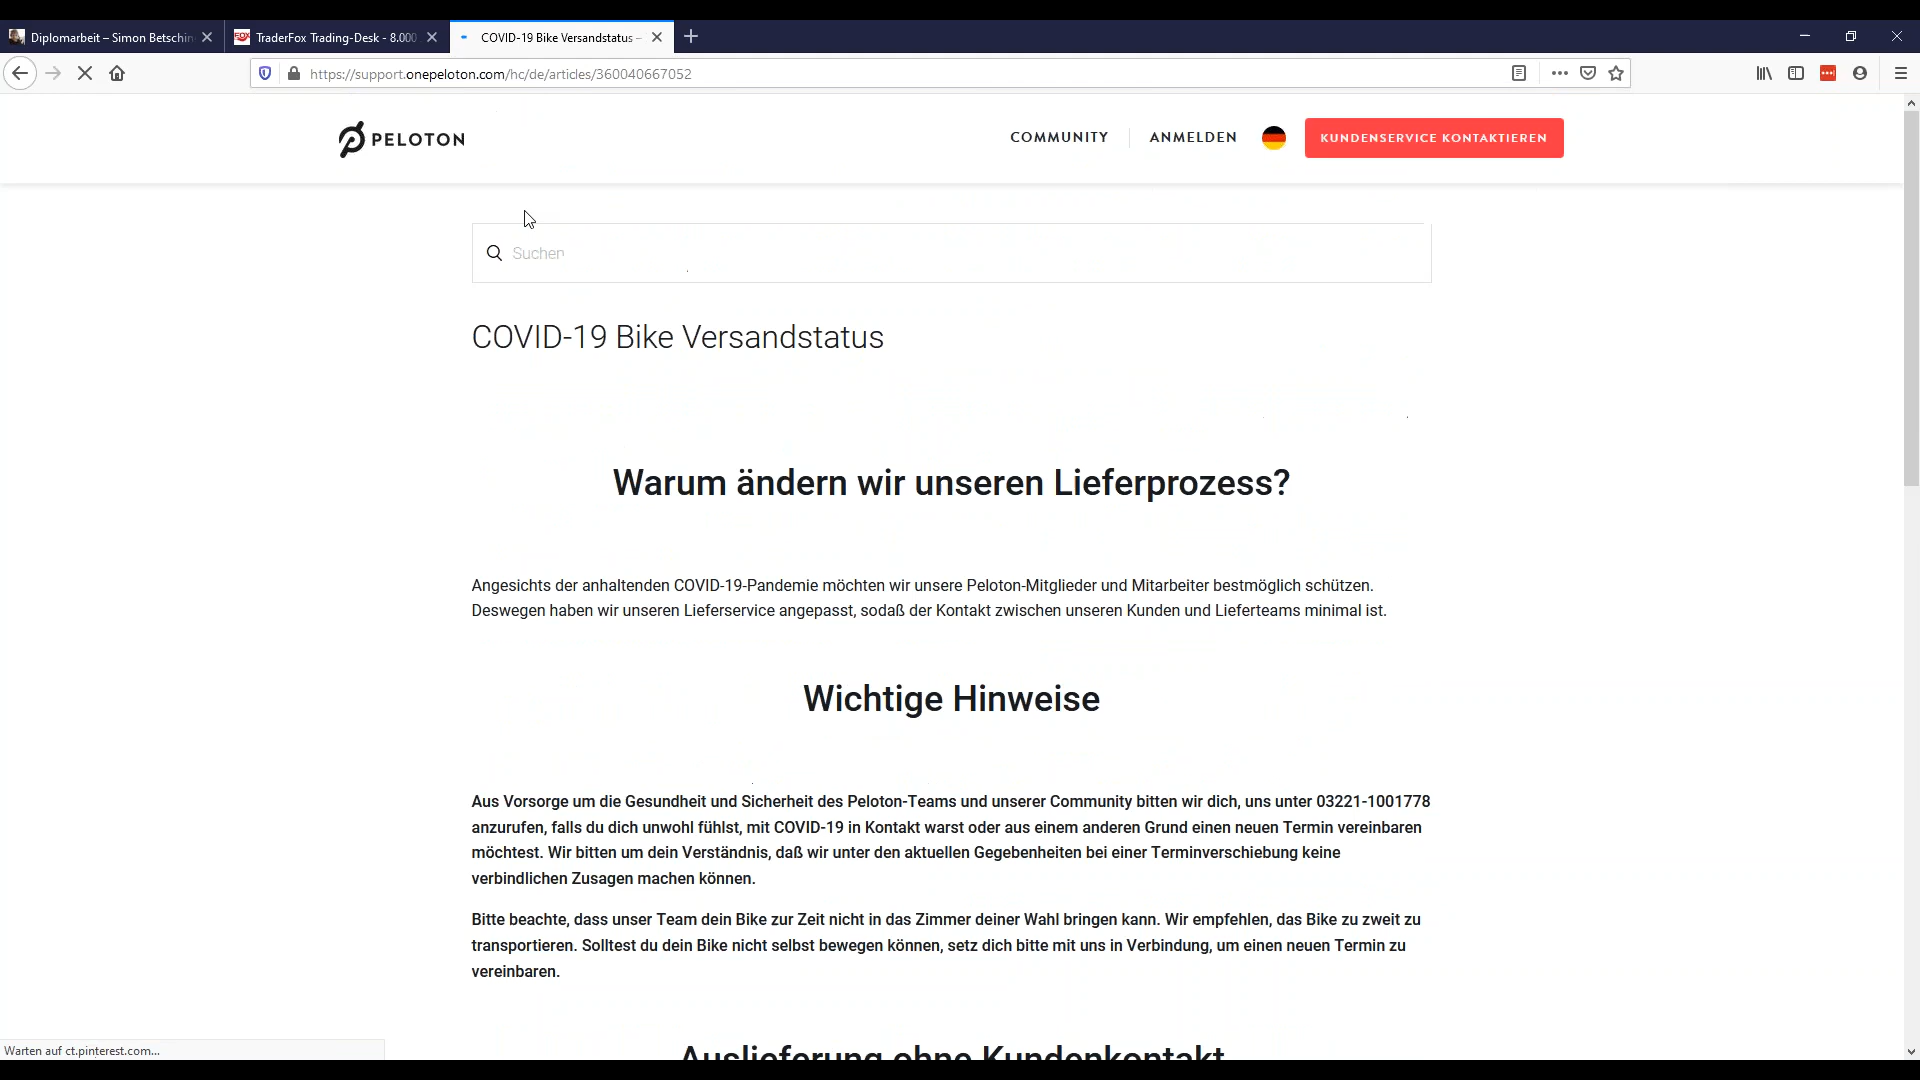 Diplomarbeit – Simon Betschin
TraderFox Trading-Desk - 8.000
COVID-19 Bike Versandstatus –
https://support.onepeloton.com/hc/de/articles/360040667052
PELOTON
COMMUNITY
ANMELDEN
KUNDENSERVICE KONTAKTIEREN
Suchen
COVID-19 Bike Versandstatus
Warum ändern wir unseren Lieferprozess?
Angesichts der anhaltenden COVID-19-Pandemie möchten wir unsere Peloton-Mitglieder und Mitarbeiter bestmöglich schützen.
Deswegen haben wir unseren Lieferservice angepasst, sodaß der Kontakt zwischen unseren Kunden und Lieferteams minimal ist.
Wichtige Hinweise
Aus Vorsorge um die Gesundheit und Sicherheit des Peloton-Teams und unserer Community bitten wir dich, uns unter 03221-1001778
anzurufen, falls du dich unwohl fühlst, mit COVID-19 in Kontakt warst oder aus einem anderen Grund einen neuen Termin vereinbaren
möchtest. Wir bitten um dein Verständnis, daß wir unter den aktuellen Gegebenheiten bei einer Terminverschiebung keine
verbindlichen Zusagen machen können.
Bitte beachte, dass unser Team dein Bike zur Zeit nicht in das Zimmer deiner Wahl bringen kann. Wir empfehlen, das Bike zu zweit zu
transportieren. Solltest du dein Bike nicht selbst bewegen können, setz dich bitte mit uns in Verbindung, um einen neuen Termin zu
vereinbaren.
Auslieferung ohne Kundenkontakt
Warten auf ct.pinterest.com...